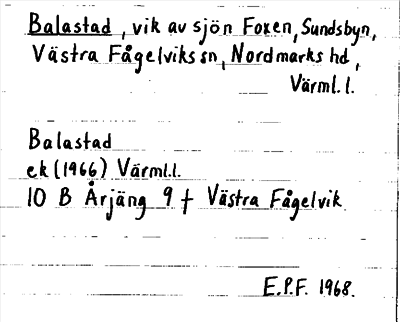 Balastad, vik av sjön Foxen, Sundsbyn,
Västra Fågelviks sn, Nordmarks hd,
Värml. l.
Balastad
ek (1966) Värml. l.
10 B Årjäng 9 f Västra Fågelvik
E.P.F. 1968.